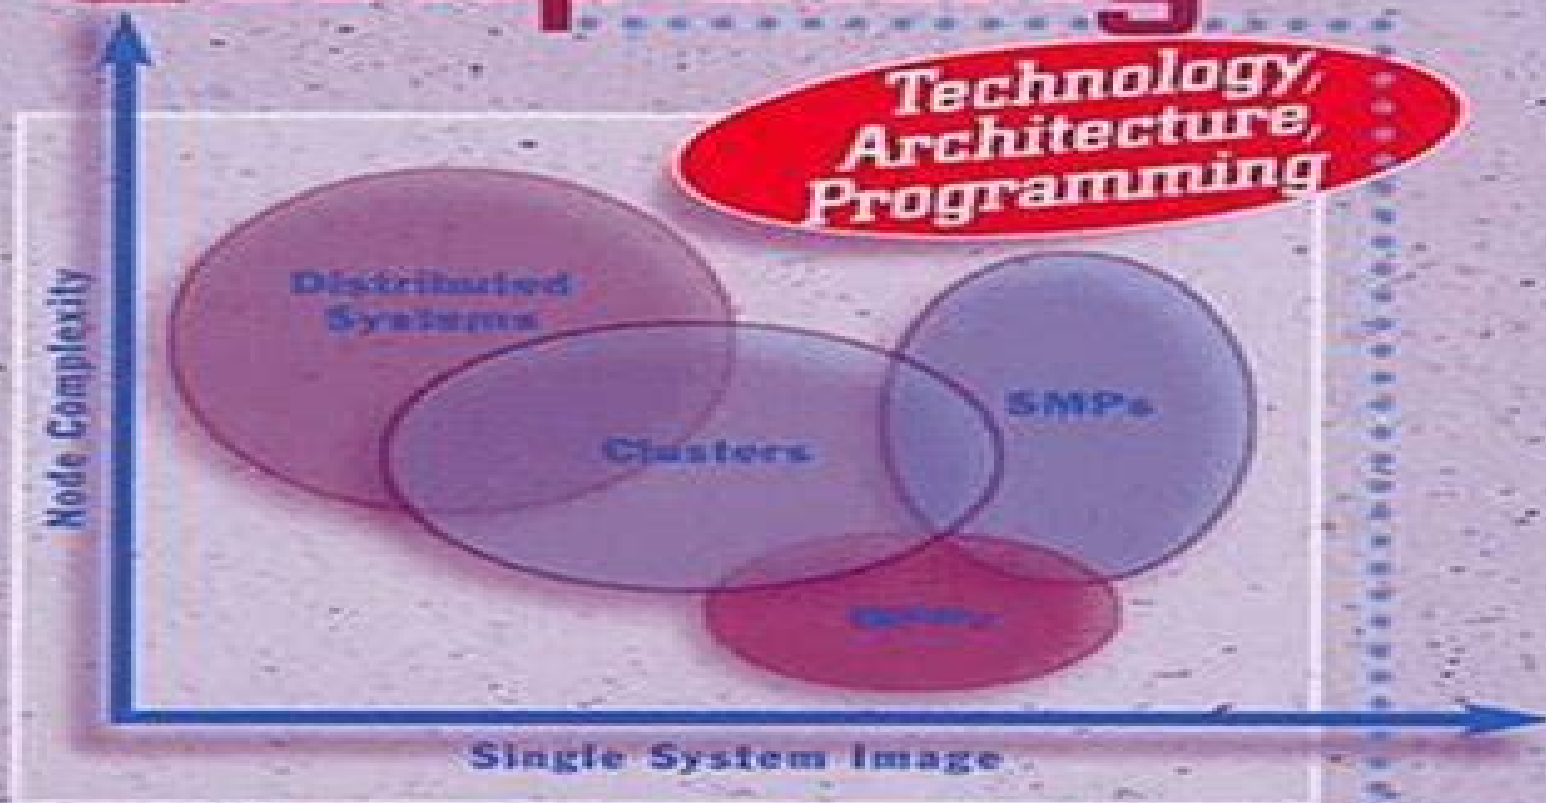 Technology,
Architecture,
Programming
Distributed
Systems
SMPs
Clusters
Node Complexity
Single System Image